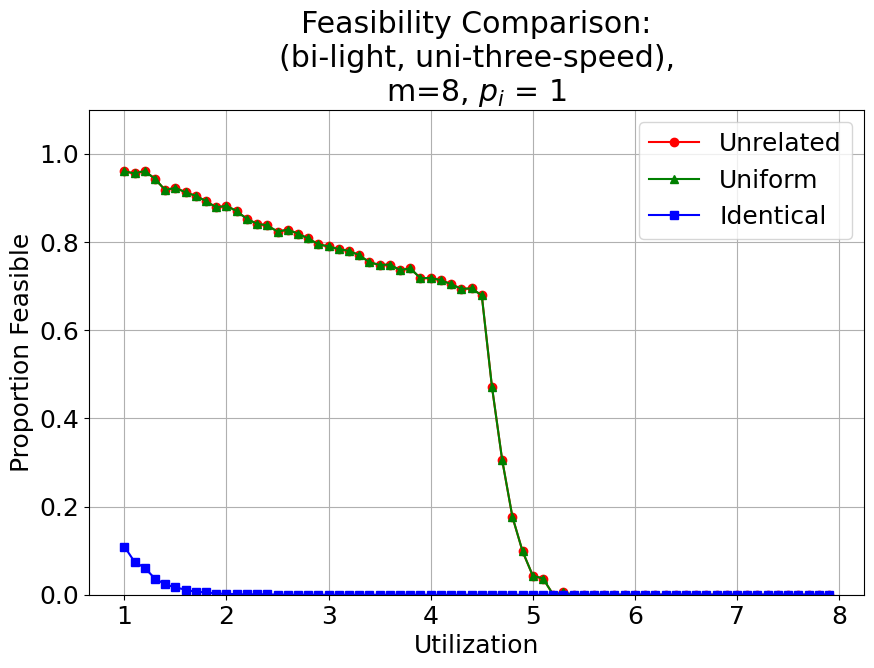 Feasibility Comparison:
(bi-light, uni-three-speed),
m=8, p_i = 1
Unrelated
Uniform
Identical
Proportion Feasible
1.0
0.8
0.6
0.4
0.2
0.0
1 2 3 4 5 6 7 8
Utilization